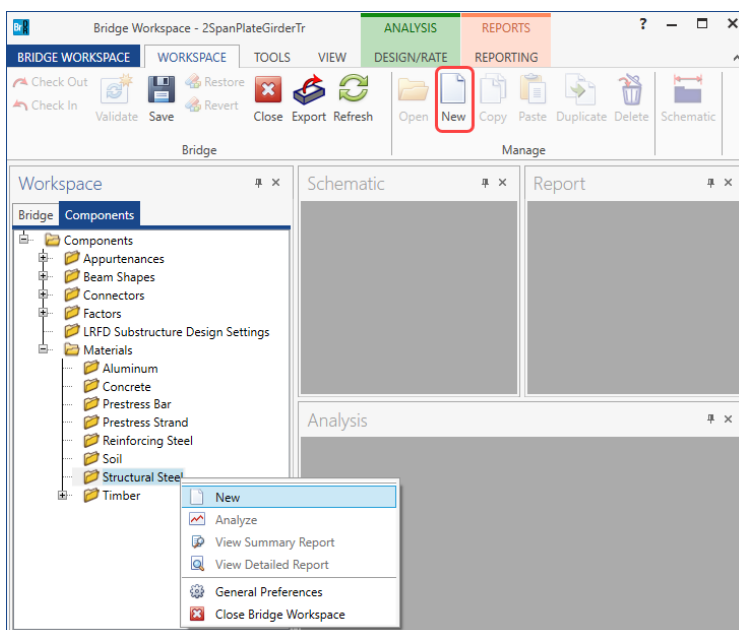 Br Bridge Workspace - 2SpanPlateGirderTr ANALYSIS REPORTS ?
BRIDGE WORKSPACE WORKSPACE TOOLS VIEW DESIGN/RATE REPORTING
Check Out
Check In
Validate
Save
Restore
Revert
Close
Export
Refresh
Open
New
Copy
Paste
Duplicate
Delete
Schematic
Bridge
Manage
Workspace
Bridge Components
Components
Appurtenances
Beam Shapes
Connectors
Factors
LRFD Substructure Design Settings
Materials
Aluminum
Concrete
Prestress Bar
Prestress Strand
Reinforcing Steel
Soil
Structural Steel
Timber
New
Analyze
View Summary Report
View Detailed Report
General Preferences
Close Bridge Workspace
Schematic
Report
Analysis